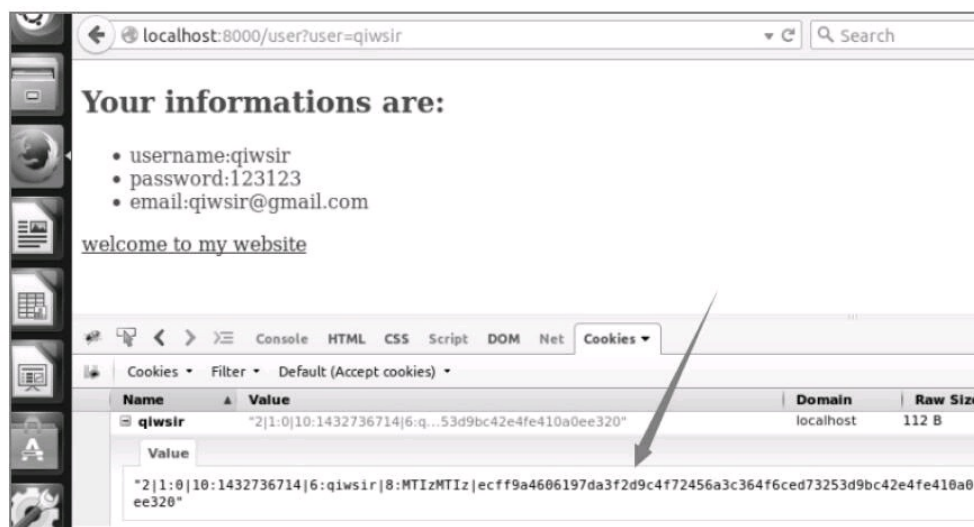 localhost:8000/user?user=qiwsir
Search
Your informations are:
• username:qiwsir
• password:123123
• email:qiwsir@gmail.com
welcome to my website
Console HTML CSS Script DOM Net Cookies
Cookies Filter Default (Accept cookies)
Name Value Domain Raw Size
qiwsir "2|1:0|10:1432736714|6:q...53d9bc42e4fe410a0ee320" localhost 112 B
Value
"2|1:0|10:1432736714|6:qiwsir|8:MTIzMTIz|ecff9a4606197da3f2d9c4f72456a3c364f6ced73253d9bc42e4fe410a0
ee320"